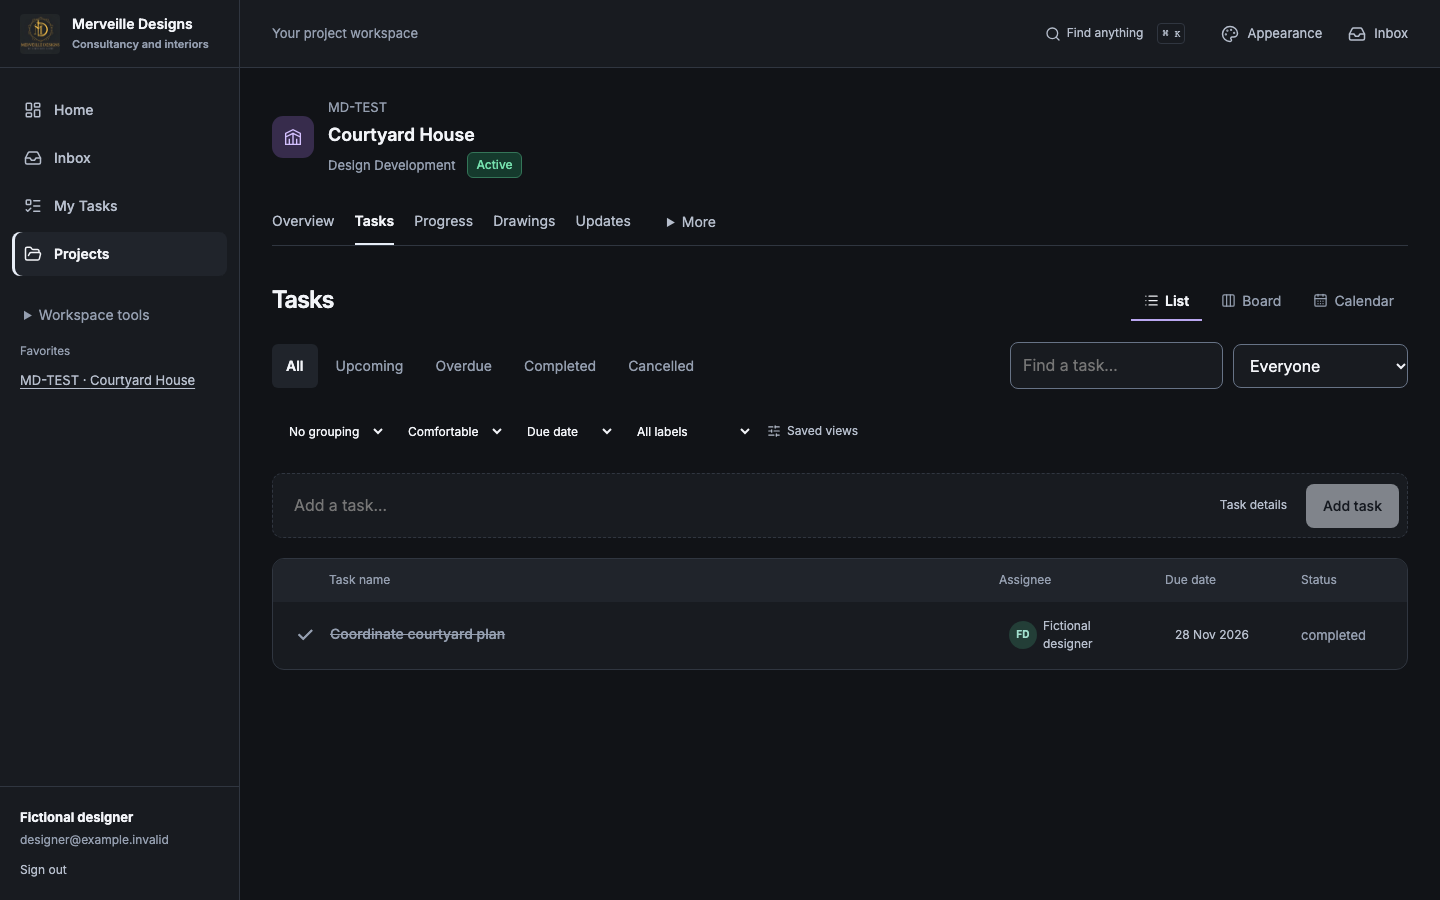 Merveille Designs
Consultancy and interiors
Your project workspace
Find anything
⌘ K
Appearance
Inbox
Home
Inbox
My Tasks
Projects
Workspace tools
Favorites
MD-TEST · Courtyard House
MD-TEST
Courtyard House
Design Development
Active
Overview
Tasks
Progress
Drawings
Updates
More
Tasks
List
Board
Calendar
All
Upcoming
Overdue
Completed
Cancelled
Find a task...
Everyone
No grouping
Comfortable
Due date
All labels
Saved views
Add a task...
Task details
Add task
Task name
Assignee
Due date
Status
Coordinate courtyard plan
FD
Fictional
designer
28 Nov 2026
completed
Fictional designer
designer@example.invalid
Sign out